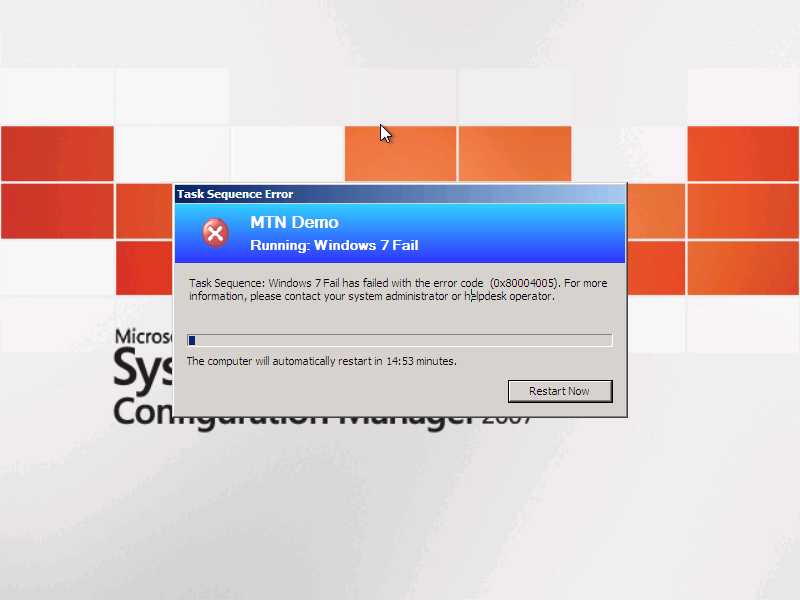 Task Sequence Error
MTN Demo
Running: Windows 7 Fail
Task Sequence: Windows 7 Fail has failed with the error code (0x80004005). For more
information, please contact your system administrator or helpdesk operator.
The computer will automatically restart in 14:53 minutes.
Restart Now
Micros
Sys
Configuration Manager 2007